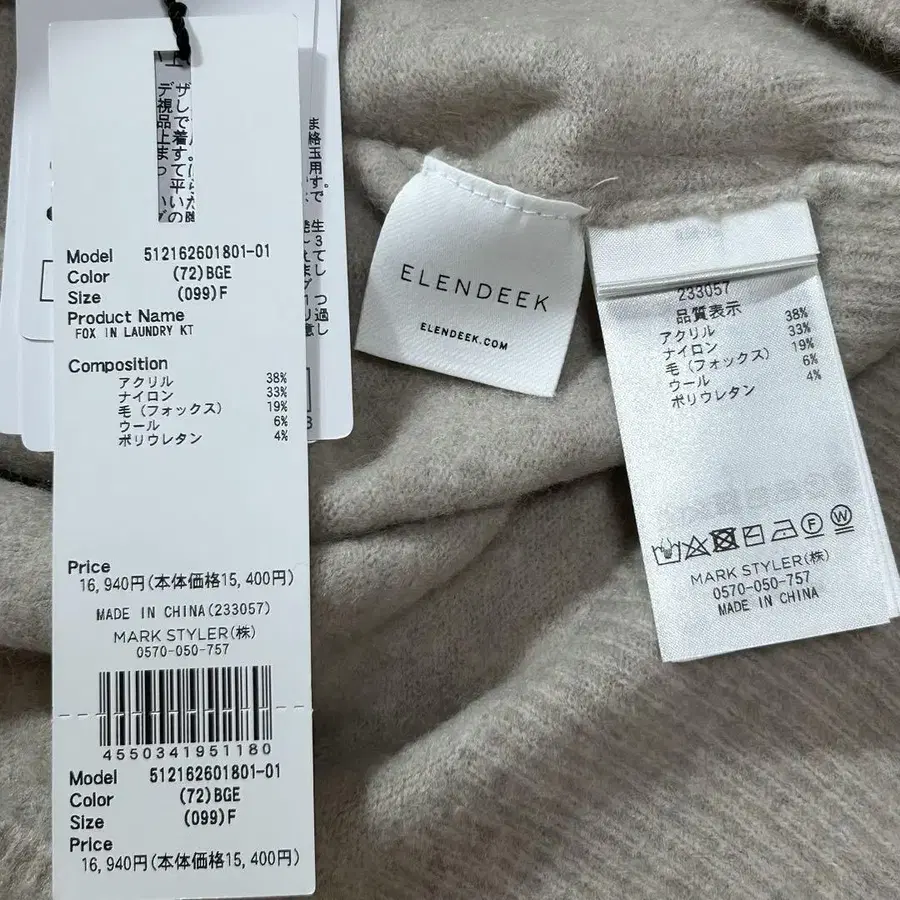 Model 512162601801-01
Color (72)BGE
Size (099)F
Product Name
FOX IN LAUNDRY KT
Composition
アクリル 38%
ナイロン 33%
毛(フォックス) 19%
ウール 6%
ポリウレタン 4%
Price
16,940円(本体価格15,400円)
MADE IN CHINA(233057)
MARK STYLER(株)
0570-050-757
4550341951180
Model 512162601801-01
Color (72)BGE
Size (099)F
Price
16,940円(本体価格15,400円)
ELENDEEK
ELENDEEK.COM
233057
品質表示
アクリル 38%
ナイロン 33%
毛(フォックス) 19%
ウール 6%
ポリウレタン 4%
F W
MARK STYLER(株)
0570-050-757
MADE IN CHINA